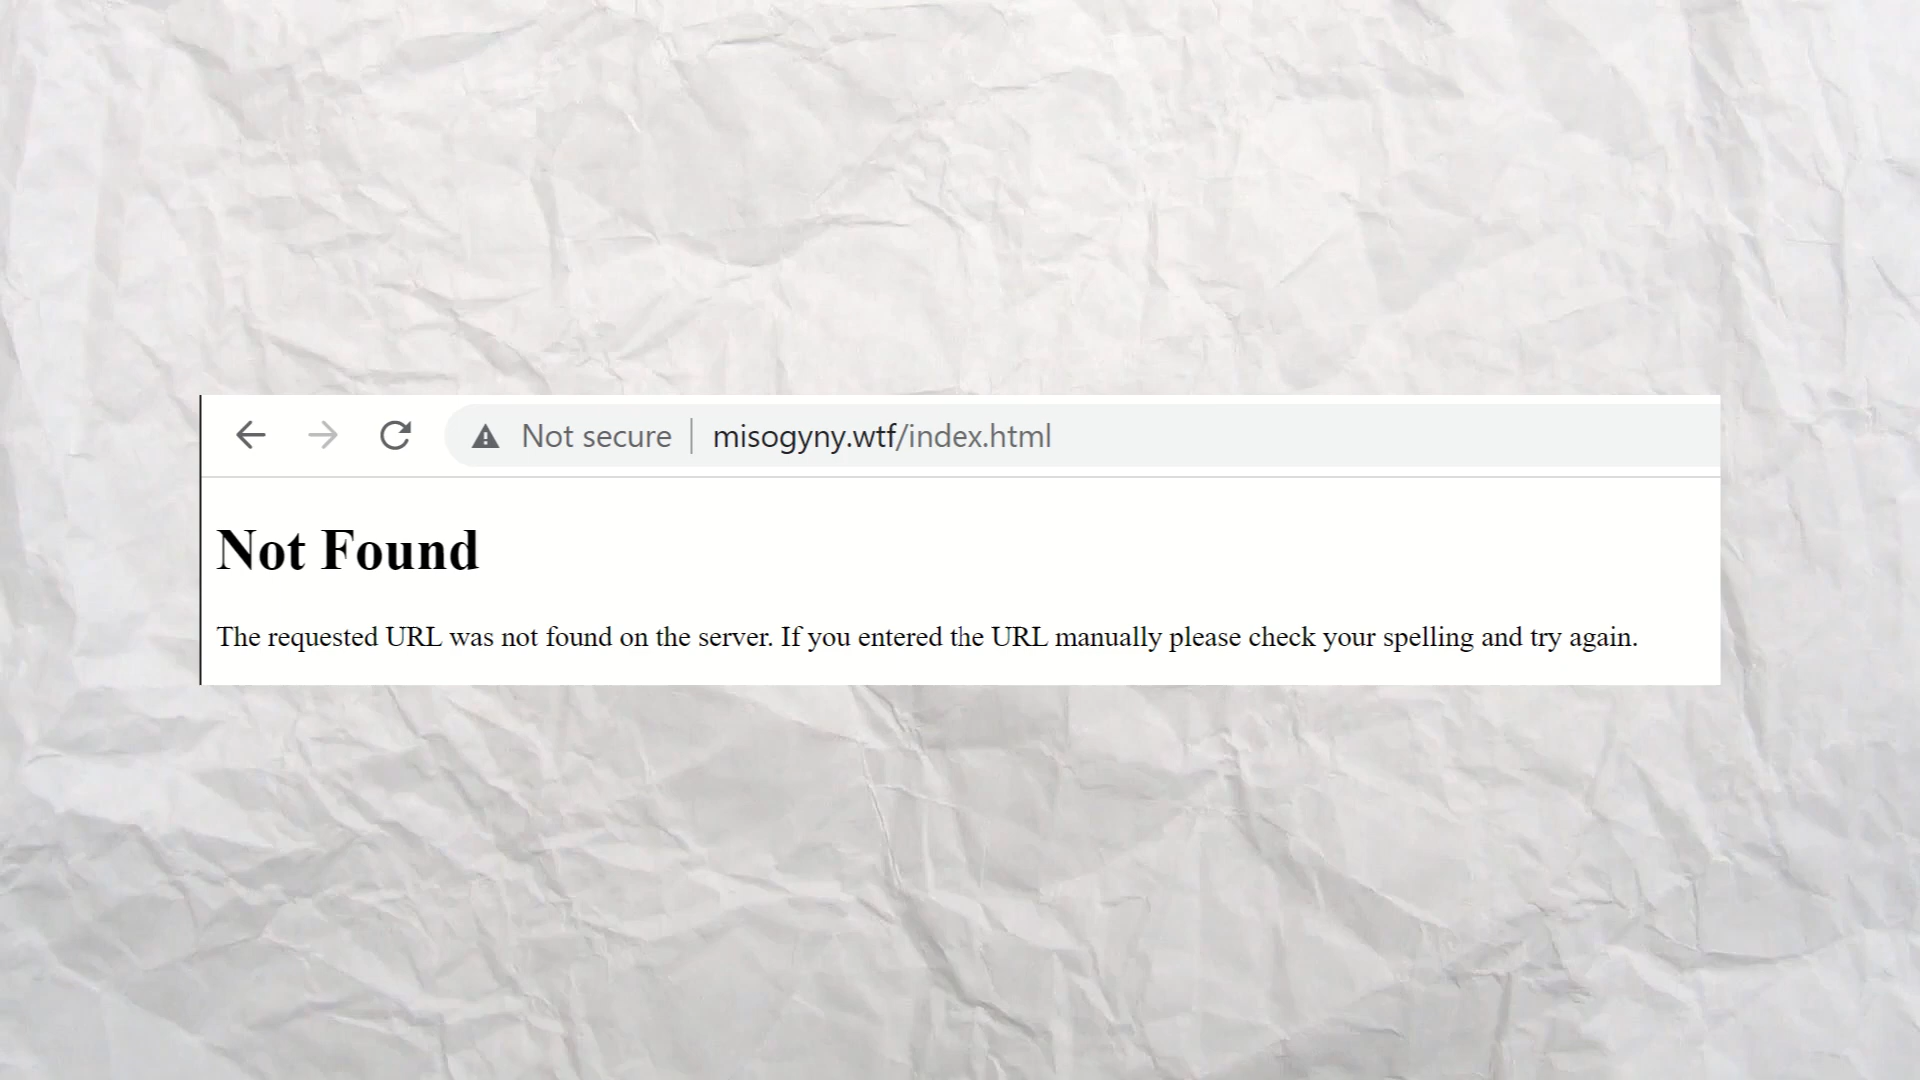 Not secure | misogyny.wtf/index.html
Not Found
The requested URL was not found on the server. If you entered the URL manually please check your spelling and try again.